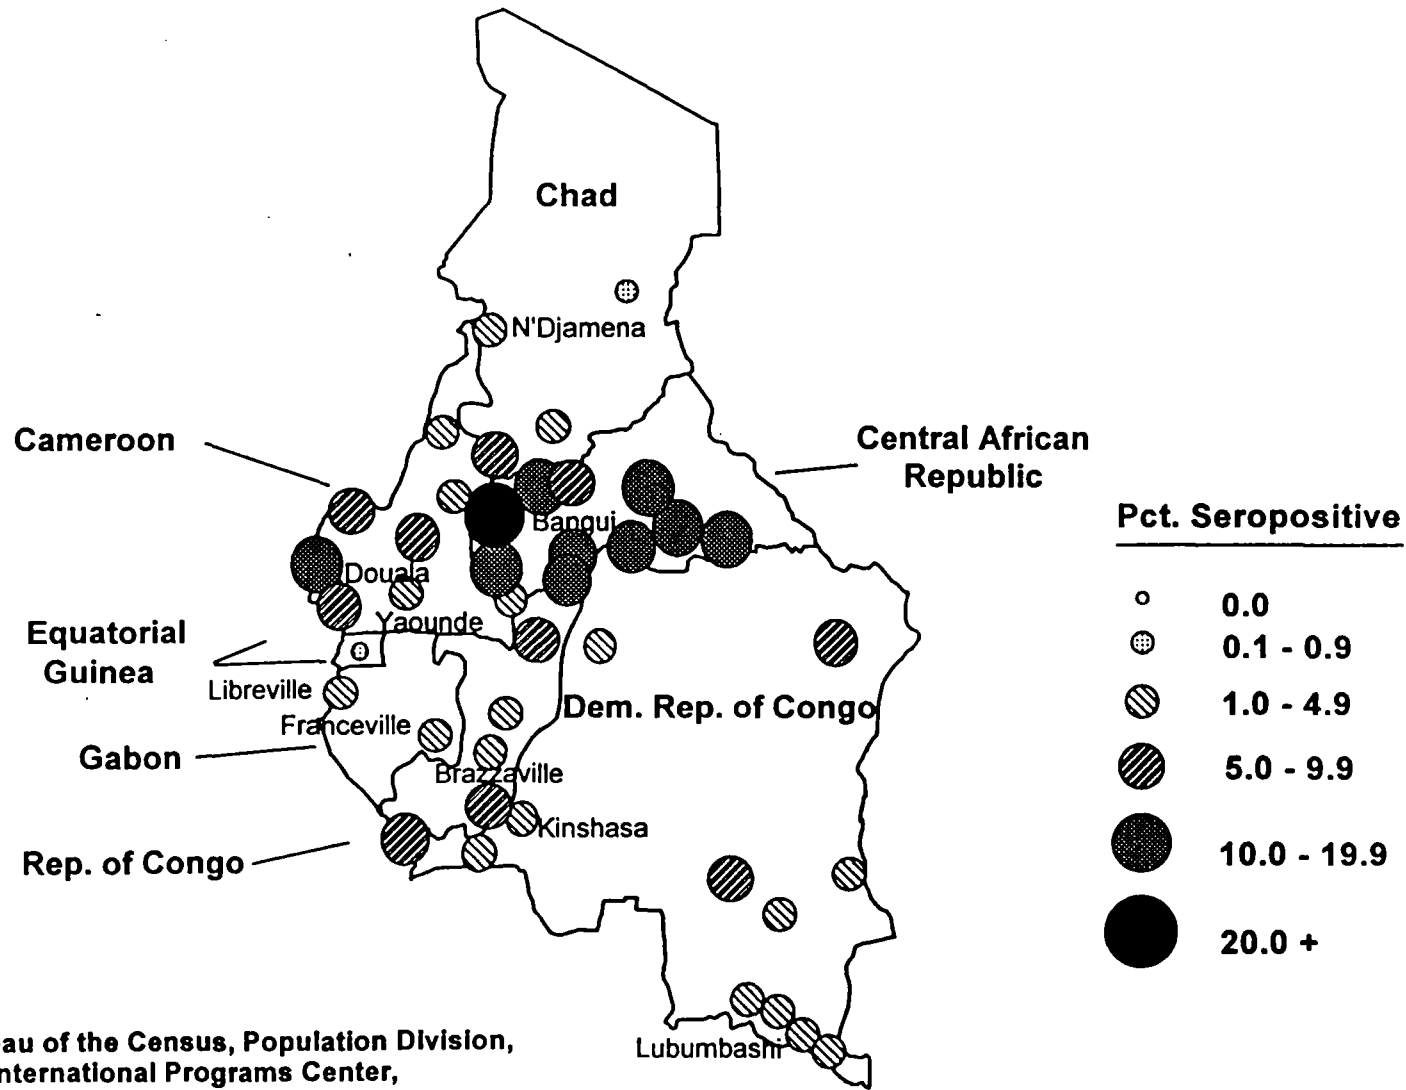 Chad
N'Djamena
Cameroon
Central African
Republic
Bangui
Pct. Seropositive
Douala
Yaounde
Equatorial
Guinea
Libreville
Franceville
Dem. Rep. of Congo
Gabon
Brazzaville
Kinshasa
Rep. of Congo
0.0
0.1 - 0.9
1.0 - 4.9
5.0 - 9.9
10.0 - 19.9
20.0 +
Lubumbashi
au of the Census, Population Division,
nternational Programs Center,